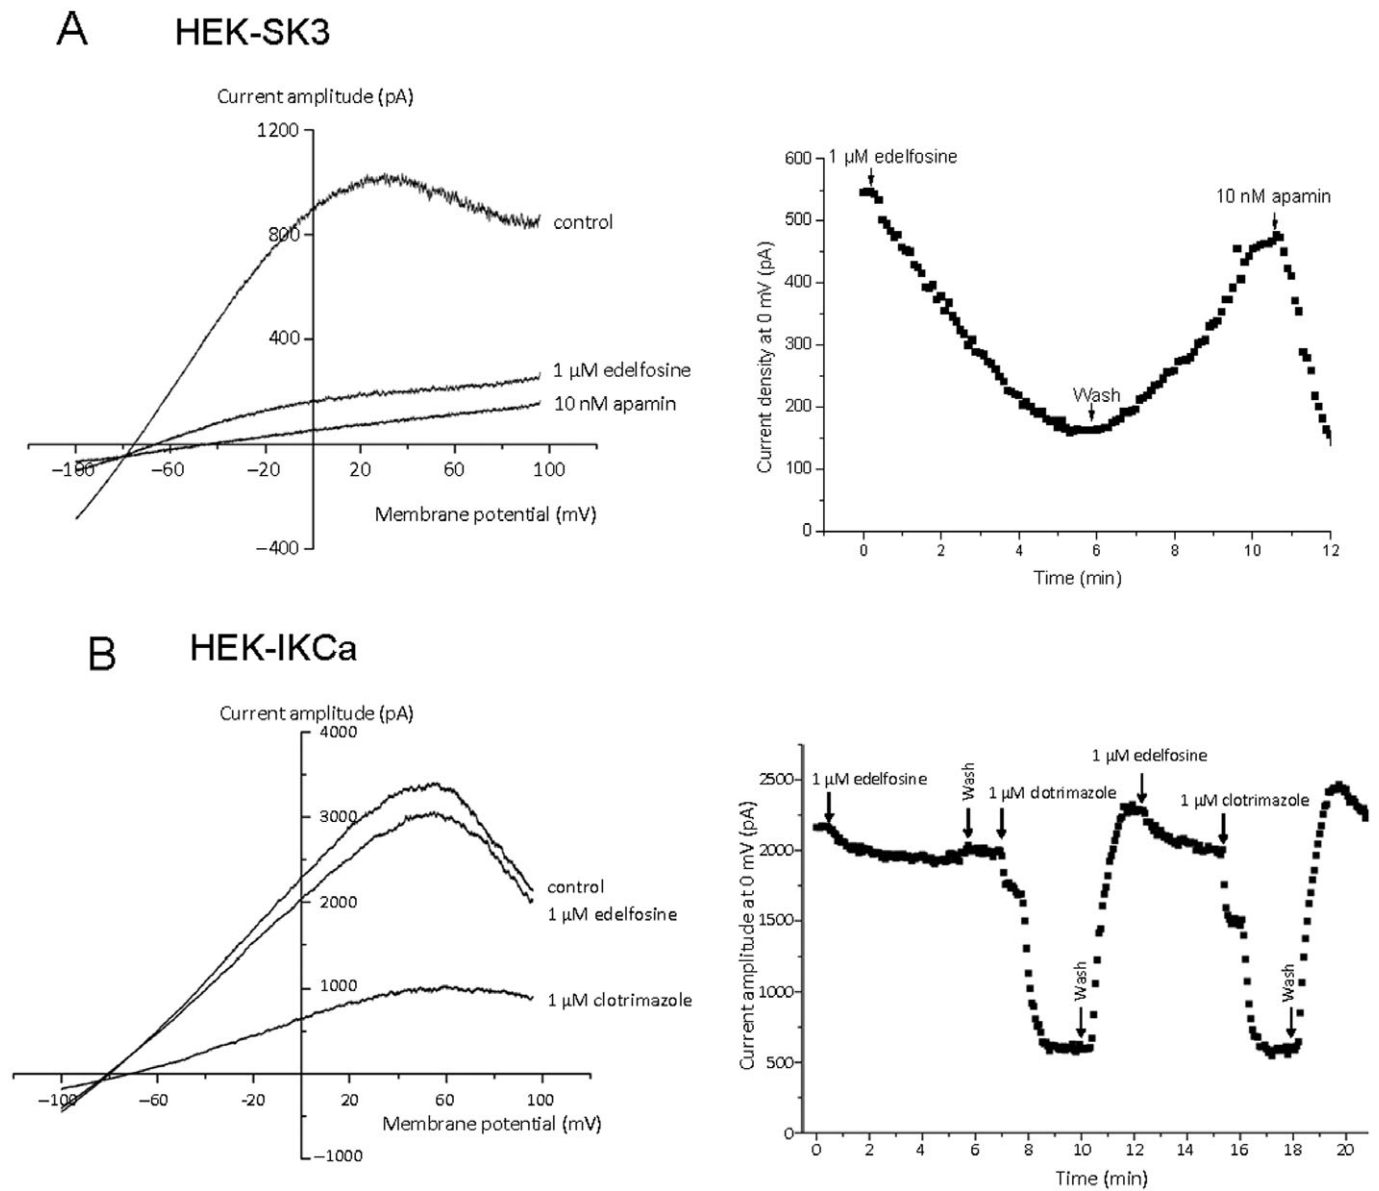 A HEK-SK3
Current amplitude (pA)
1200
800
400
−400
−100 −60 −20 20 60 100
control
1 µM edelfosine
10 nM apamin
Membrane potential (mV)
Current density at 0 mV (pA)
600
500
400
300
200
100
0
1 µM edelfosine
10 nM apamin
Wash
0 2 4 6 8 10 12
Time (min)
B HEK-IKCa
Current amplitude (pA)
4000
3000
2000
1000
−1000
−100 −60 -20 20 60 100
control
1 µM edelfosine
1 µM clotrimazole
Membrane potential (mV)
Current amplitude at 0 mV (pA)
2500
2000
1500
1000
500
0
1 µM edelfosine
Wash
1 µM clotrimazole
1 µM edelfosine
1 µM clotrimazole
Wash
Wash
0 2 4 6 8 10 12 14 16 18 20
Time (min)